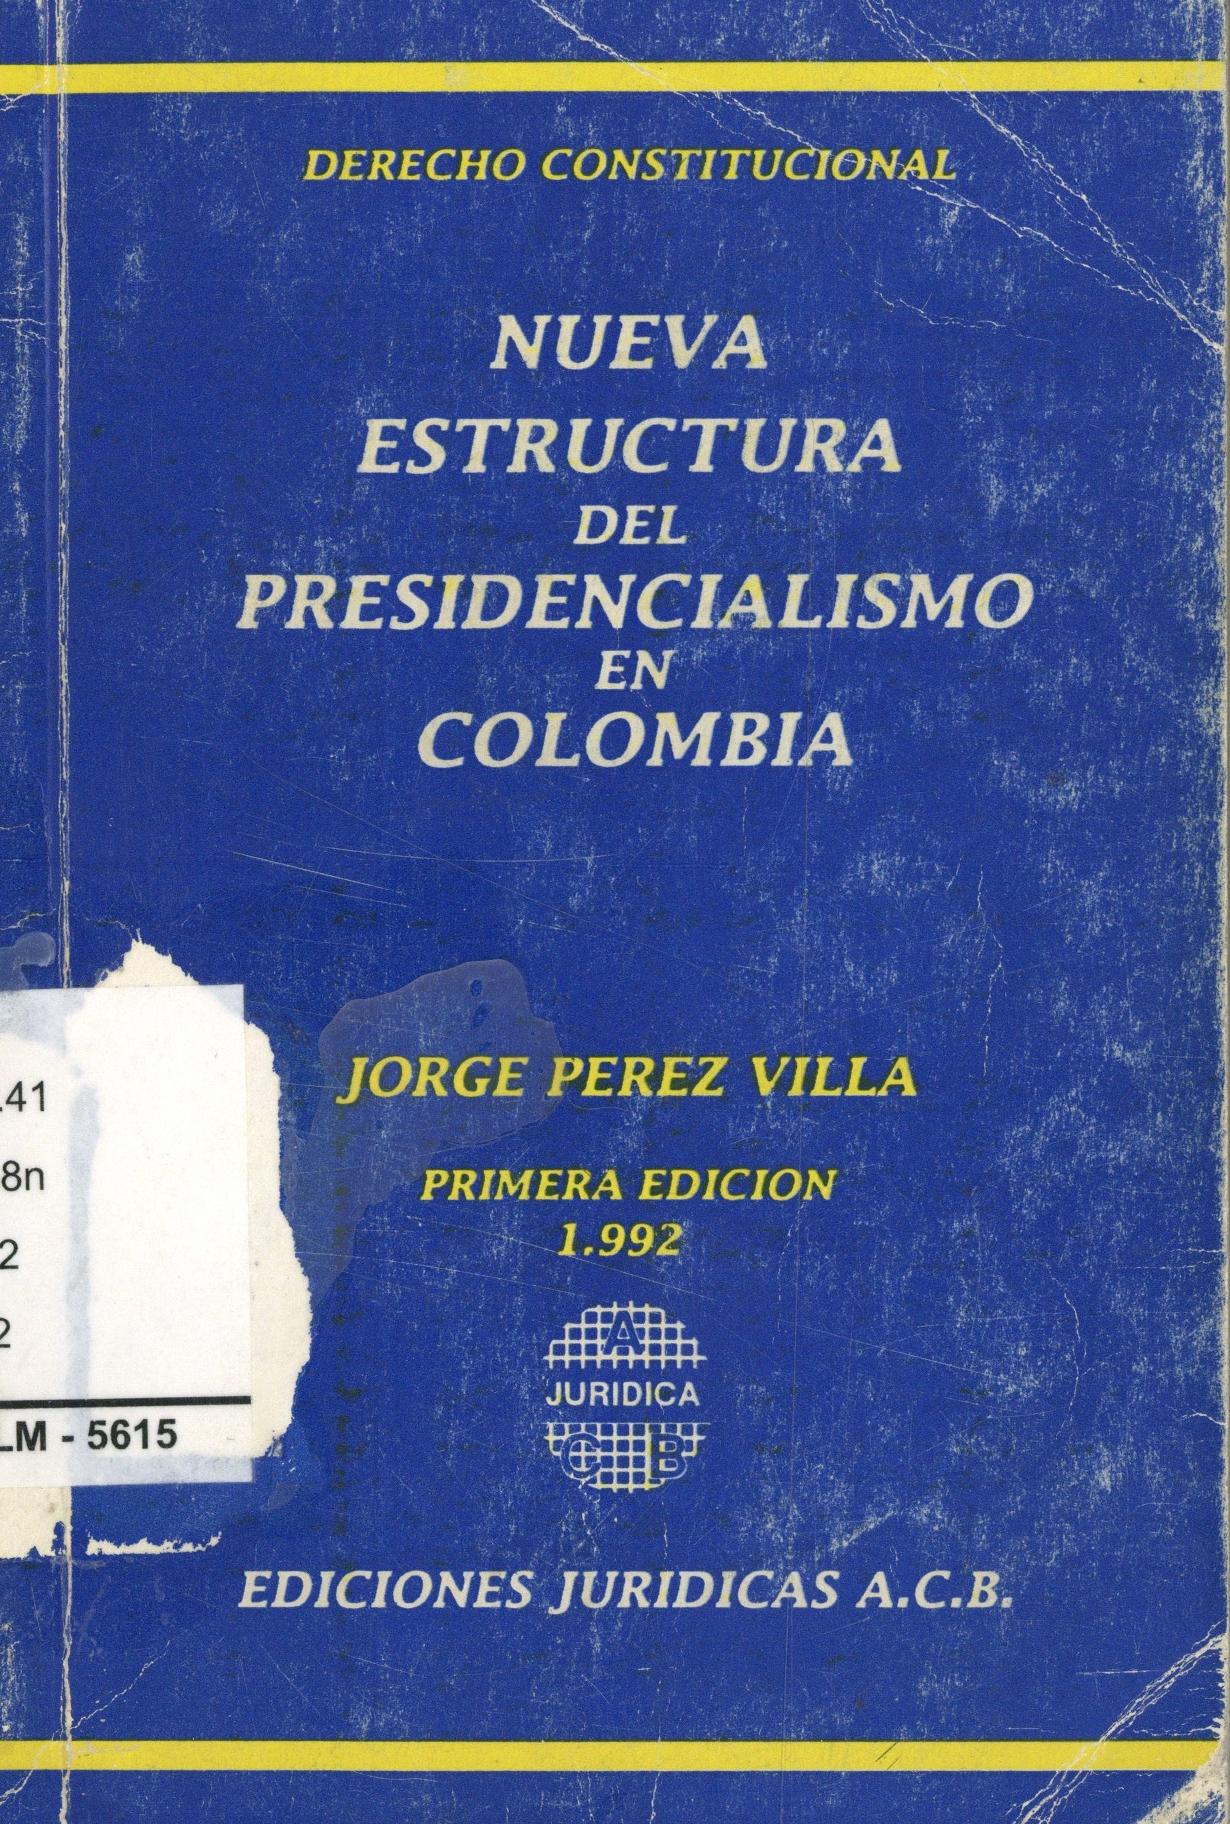 DERECHO CONSTITUCIONAL
NUEVA
ESTRUCTURA
DEL
PRESIDENCIALISMO
EN
COLOMBIA
JORGE PEREZ VILLA
PRIMERA EDICION
1.992
A
JURIDICA
C B
EDICIONES JURIDICAS A.C.B.
.41
8n
2
2
LM - 5615